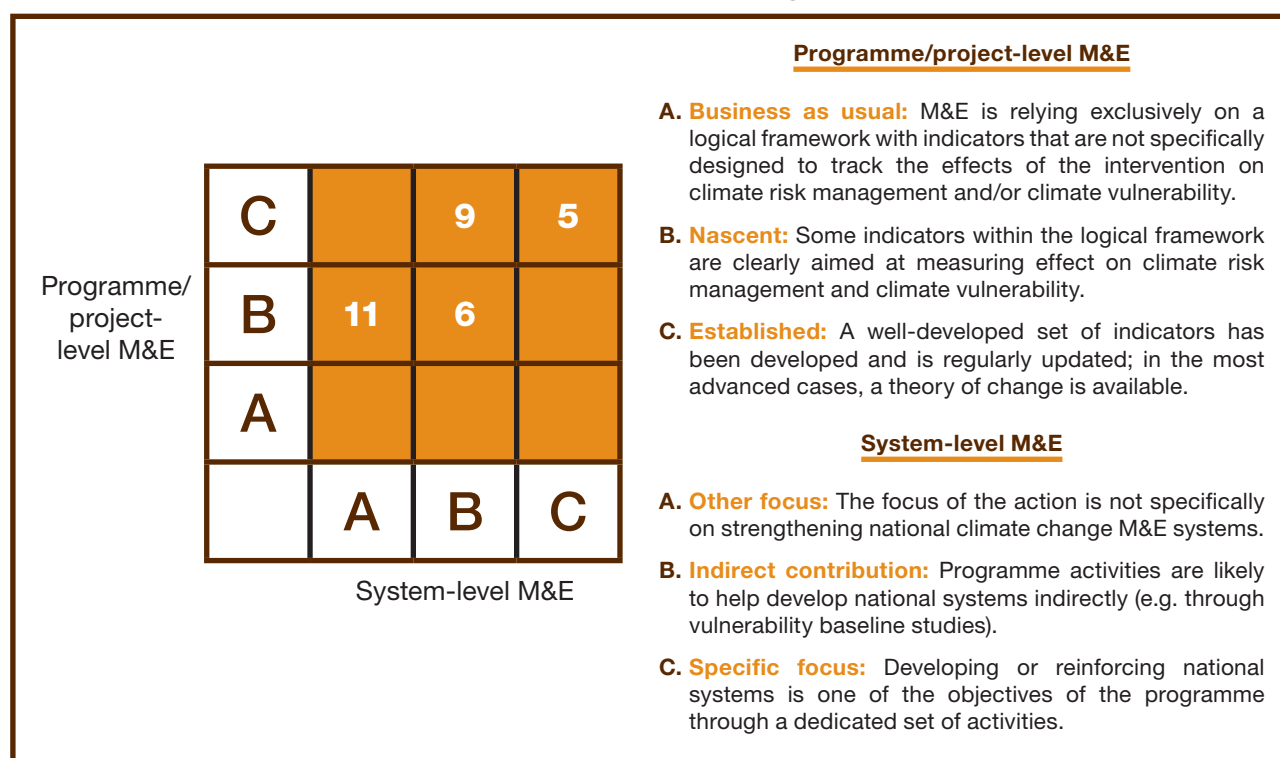 Programme/project-level M&E
A. Business as usual: M&E is relying exclusively on a
logical framework with indicators that are not specifically
designed to track the effects of the intervention on
climate risk management and/or climate vulnerability.
B. Nascent: Some indicators within the logical framework
are clearly aimed at measuring effect on climate risk
management and climate vulnerability.
C. Established: A well-developed set of indicators has
been developed and is regularly updated; in the most
advanced cases, a theory of change is available.
System-level M&E
A. Other focus: The focus of the action is not specifically
on strengthening national climate change M&E systems.
B. Indirect contribution: Programme activities are likely
to help develop national systems indirectly (e.g. through
vulnerability baseline studies).
C. Specific focus: Developing or reinforcing national
systems is one of the objectives of the programme
through a dedicated set of activities.
Programme/
project-
level M&E
C 9 5
B 11 6
A
A B C
System-level M&E